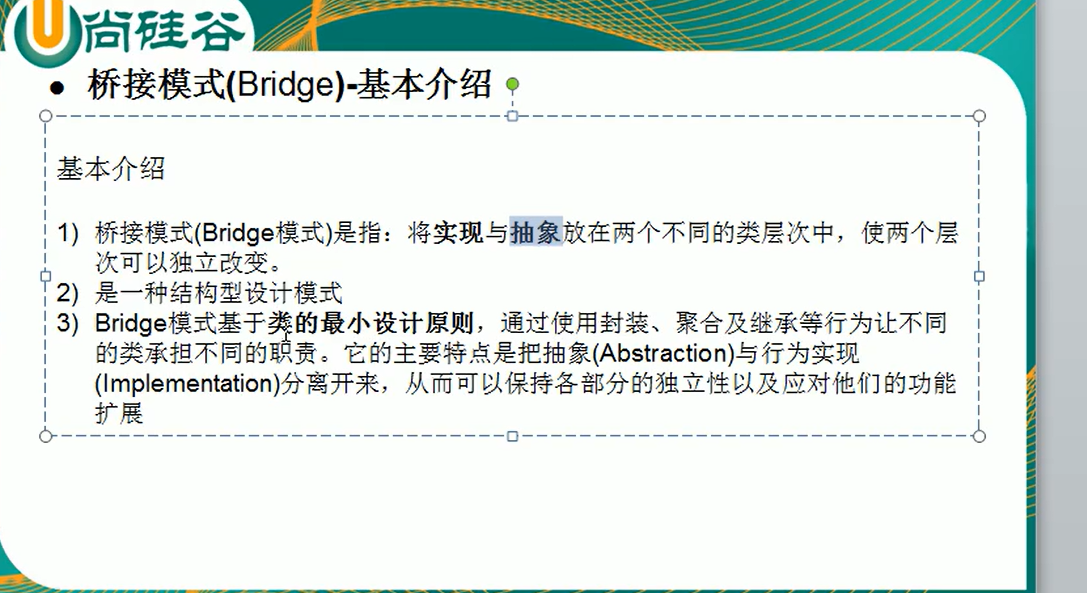 尚硅谷
● 桥接模式(Bridge)-基本介绍
基本介绍
1) 桥接模式(Bridge模式)是指：将实现与抽象放在两个不同的类层次中，使两个层
次可以独立改变。
2) 是一种结构型设计模式
3) Bridge模式基于类的最小设计原则，通过使用封装、聚合及继承等行为让不同
的类承担不同的职责。它的主要特点是把抽象(Abstraction)与行为实现
(Implementation)分离开来，从而可以保持各部分的独立性以及应对他们的功能
扩展